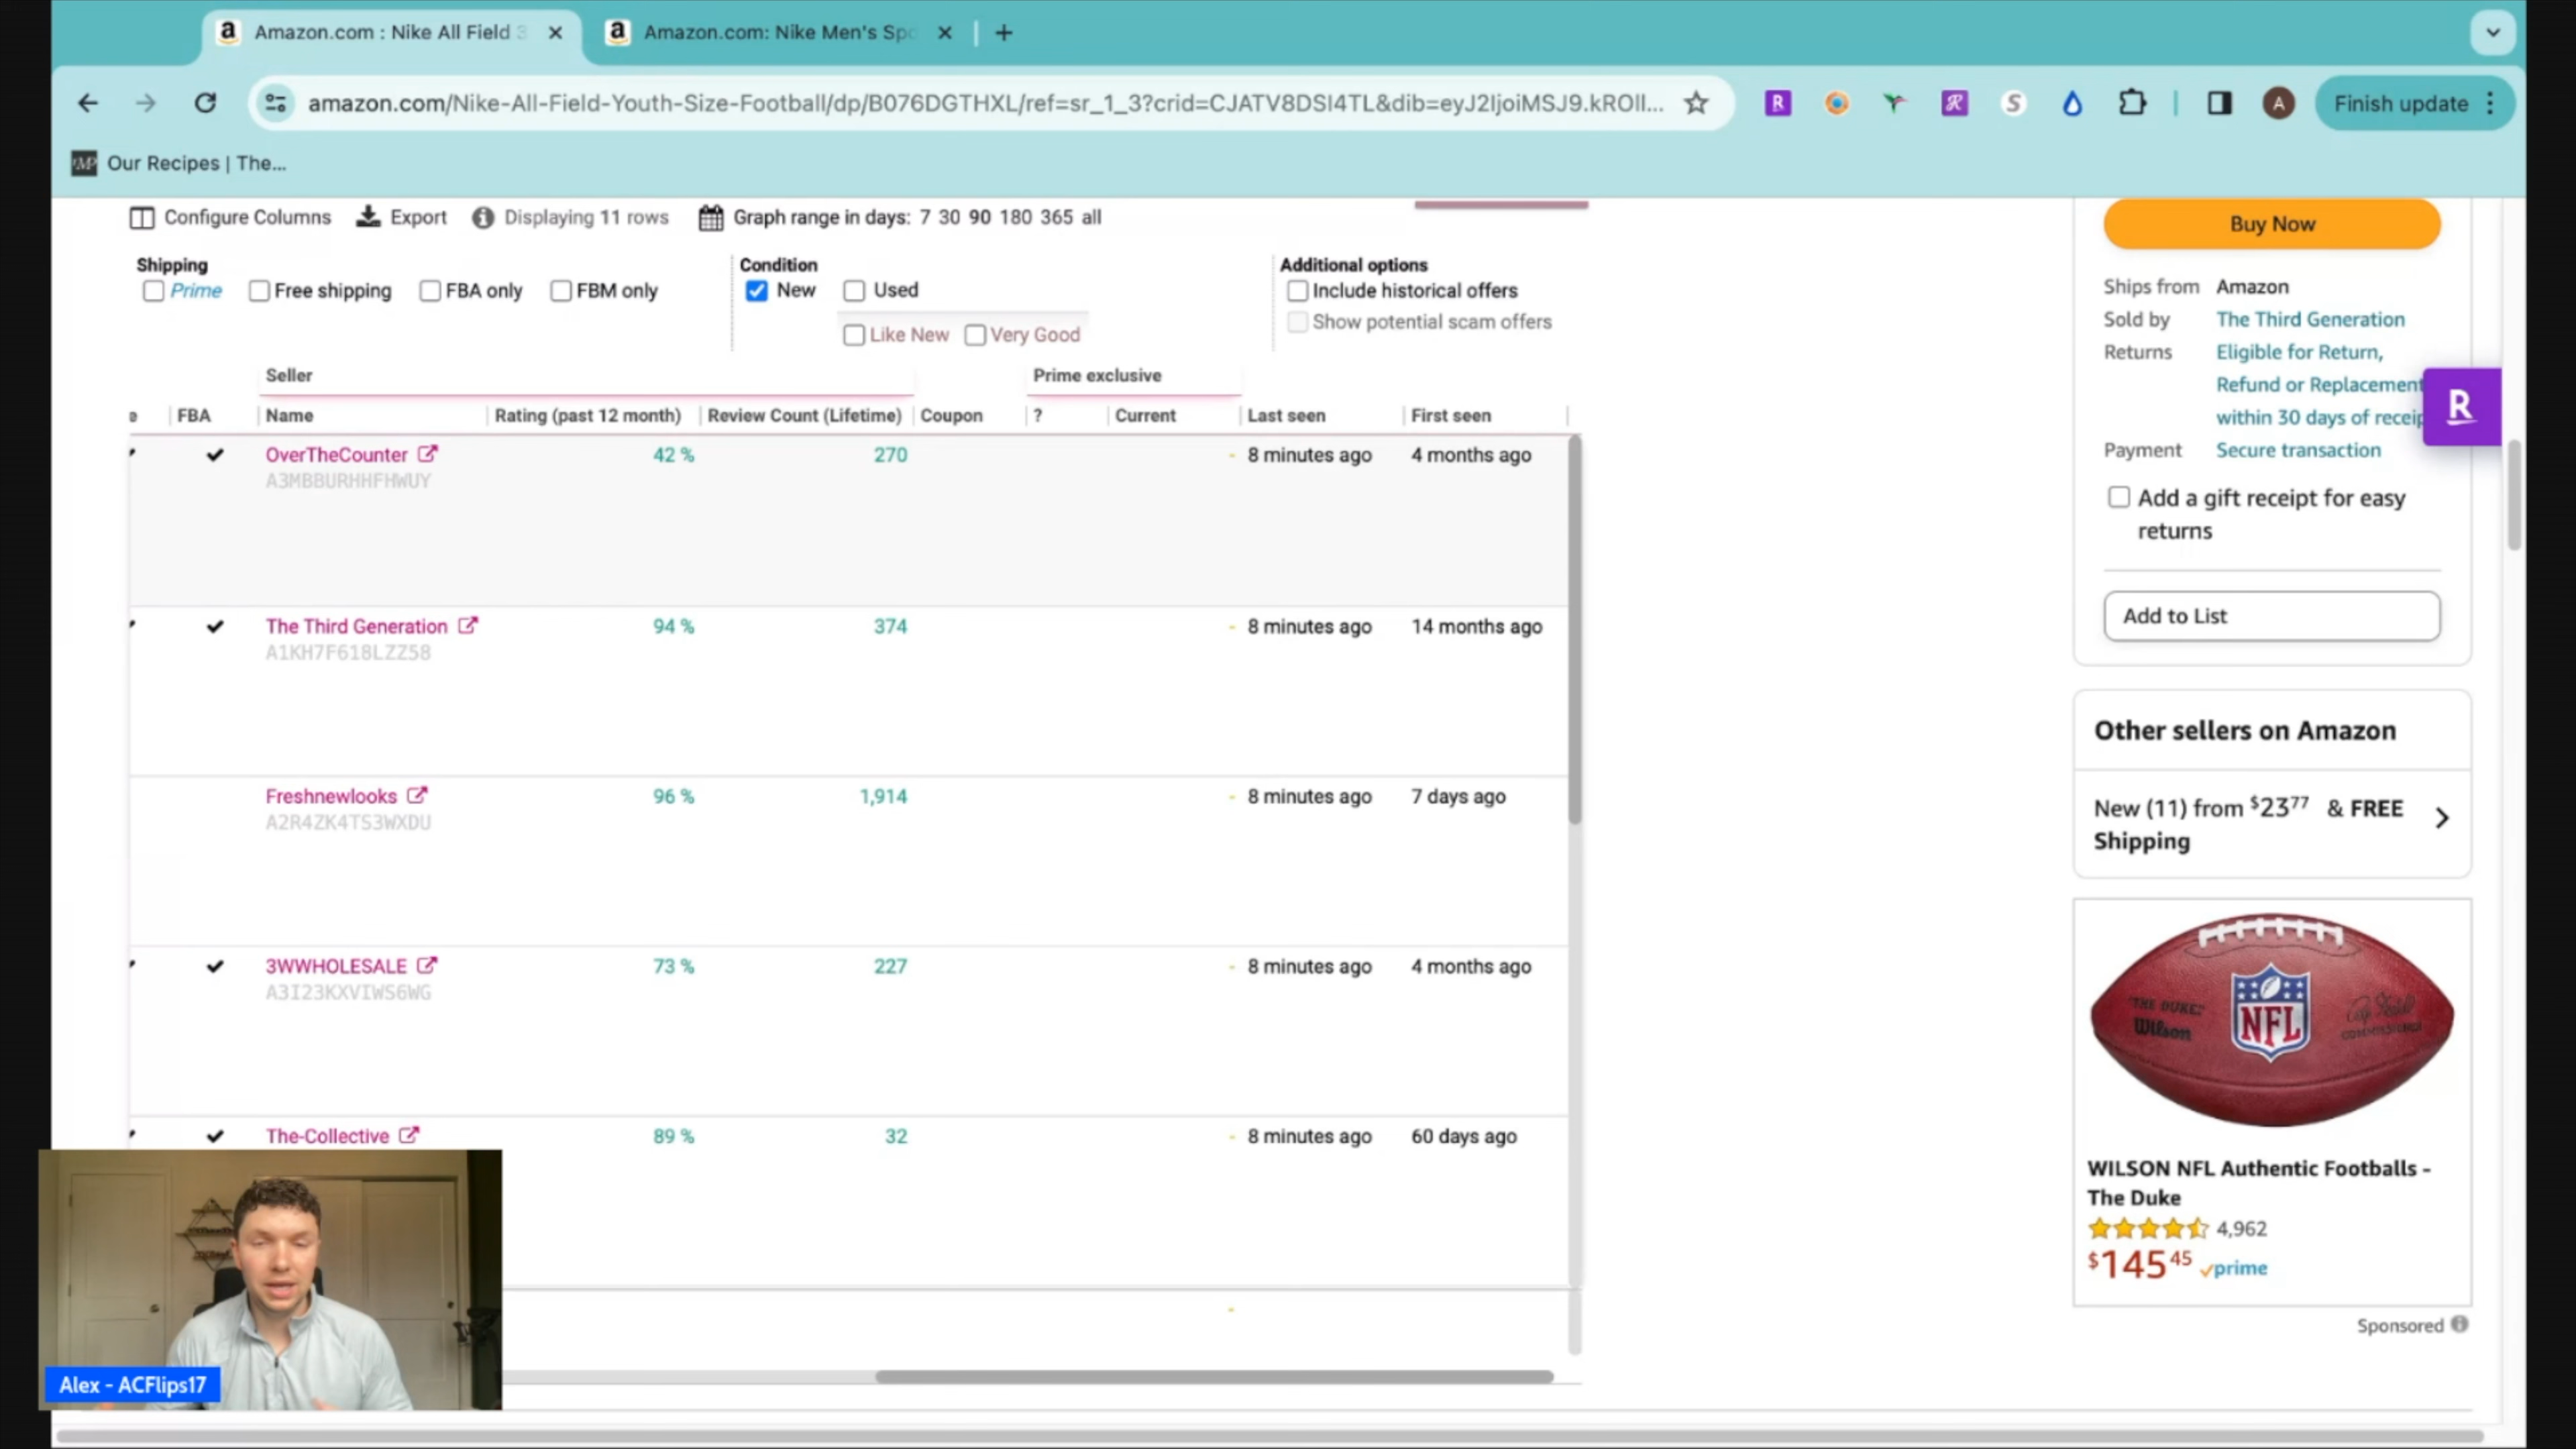 Amazon.com : Nike All Field 3
Amazon.com: Nike Men's Spo
amazon.com/Nike-All-Field-Youth-Size-Football/dp/B076DGTHXL/ref=sr_1_3?crid=CJATV8DSI4TL&dib=eyJ2IjoiMSJ9.kROII...
Finish update
Our Recipes | The...
Configure Columns Export Displaying 11 rows Graph range in days: 7 30 90 180 365 all
Shipping
Prime Free shipping FBA only FBM only
Condition
New Used
Like New Very Good
Additional options
Include historical offers
Show potential scam offers
Seller Prime exclusive
FBA Name Rating (past 12 month) Review Count (Lifetime) Coupon ? Current Last seen First seen
OverTheCounter 42 % 270 - 8 minutes ago 4 months ago
A3MBBURHHFHWUY
The Third Generation 94 % 374 - 8 minutes ago 14 months ago
A1KH7F618LZZ58
Freshnewlooks 96 % 1,914 - 8 minutes ago 7 days ago
A2R4ZK4TS3WXDU
3WWHOLESALE 73 % 227 - 8 minutes ago 4 months ago
A3I23KXVIWS6WG
The-Collective 89 % 32 - 8 minutes ago 60 days ago
-
Alex - ACFlips17
Buy Now
Ships from Amazon
Sold by The Third Generation
Returns Eligible for Return,
Refund or Replacement
within 30 days of receip
Payment Secure transaction
Add a gift receipt for easy
returns
Add to List
Other sellers on Amazon
New (11) from $23.77 & FREE
Shipping
"THE DUKE"
Wilson
NFL
WILSON NFL Authentic Footballs -
The Duke
4,962
$145.45 prime
Sponsored